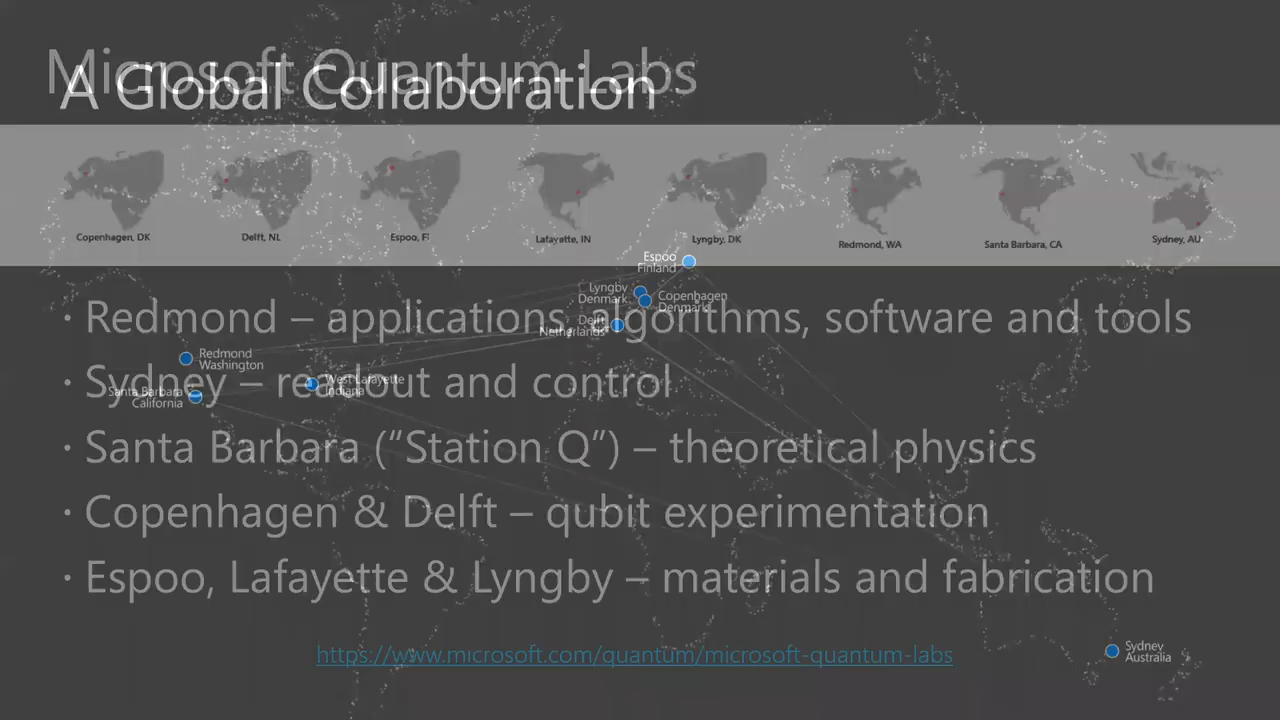 Microsoft Quantum Labs
A Global Collaboration
Copenhagen, DK
Delft, NL
Espoo, FI
Lafayette, IN
Lyngby, DK
Redmond, WA
Santa Barbara, CA
Sydney, AU
Espoo
Finland
Lyngby
Denmark
Copenhagen
Denmark
Delft
Netherlands
· Redmond – applications, algorithms, software and tools
Redmond
Washington
· Sydney – readout and control
Santa Barbara
California
West Lafayette
Indiana
· Santa Barbara (“Station Q”) – theoretical physics
· Copenhagen & Delft – qubit experimentation
· Espoo, Lafayette & Lyngby – materials and fabrication
https://www.microsoft.com/quantum/microsoft-quantum-labs
Sydney
Australia